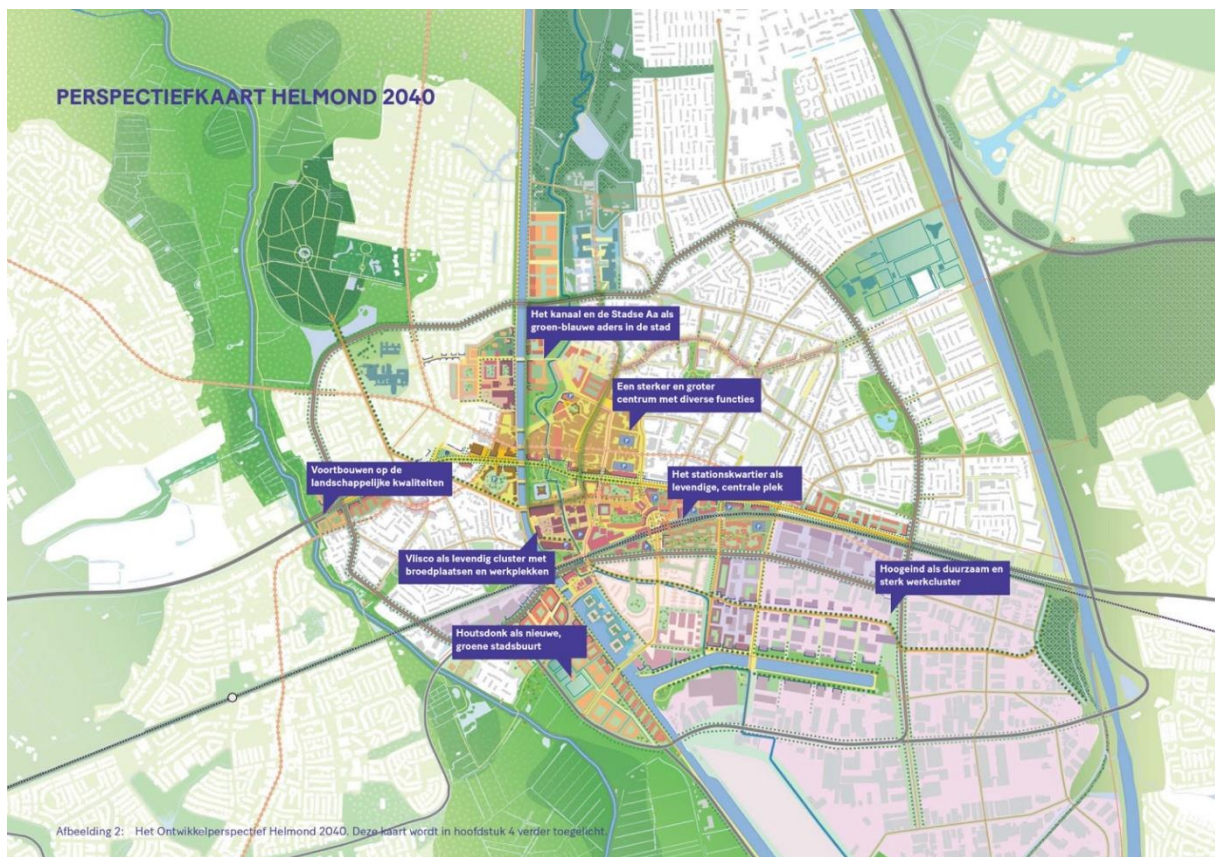 PERSPECTIEFKAART HELMOND 2040
Het kanaal en de Stadse Aa als
groen-blauwe aders in de stad
Een sterker en groter
centrum met diverse functies
Voortbouwen op de
landschappelijke kwaliteiten
Het stationskwartier als
levendige, centrale plek
Vlisco als levendig cluster met
broedplaatsen en werkplekken
Hoogeind als duurzaam en
sterk werkcluster
Houtsdonk als nieuwe,
groene stadsbuurt
Afbeelding 2: Het Ontwikkelperspectief Helmond 2040. Deze kaart wordt in hoofdstuk 4 verder toegelicht.